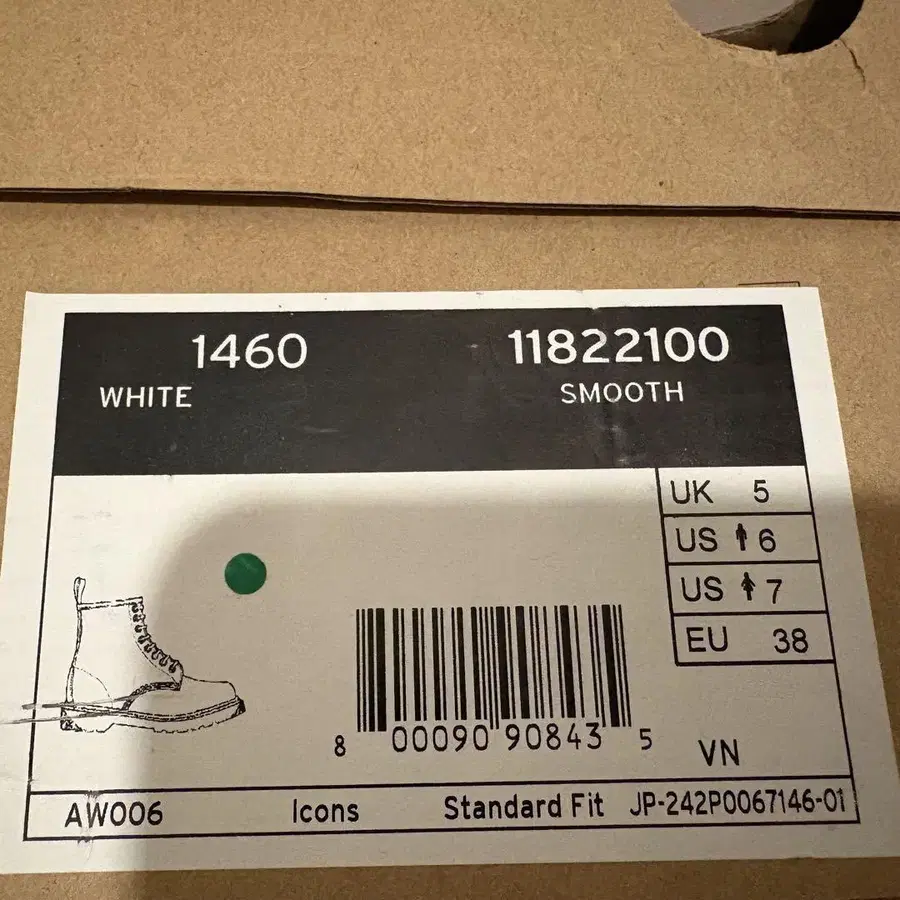 1460 11822100
WHITE SMOOTH
UK 5
US 6
US 7
EU 38
8 00090 90843 5
VN
AW006 Icons Standard Fit JP-242P0067146-01